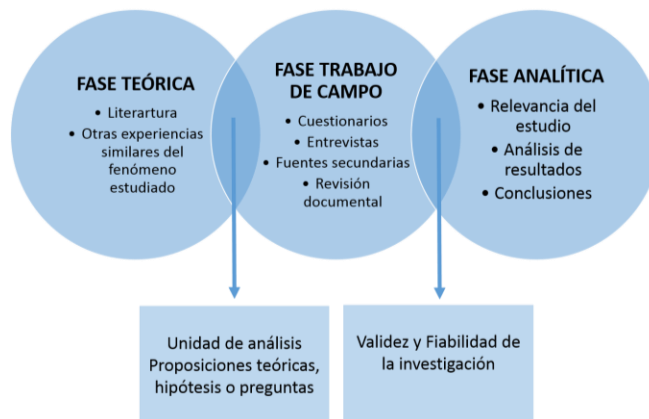 FASE TEÓRICA
• Literartura
• Otras experiencias
similares del
fenómeno
estudiado
FASE TRABAJO
DE CAMPO
• Cuestionarios
• Entrevistas
• Fuentes secundarias
• Revisión
documental
FASE ANALÍTICA
• Relevancia del
estudio
• Análisis de
resultados
• Conclusiones
Unidad de análisis
Proposiciones teóricas,
hipótesis o preguntas
Validez y Fiabilidad de
la investigación